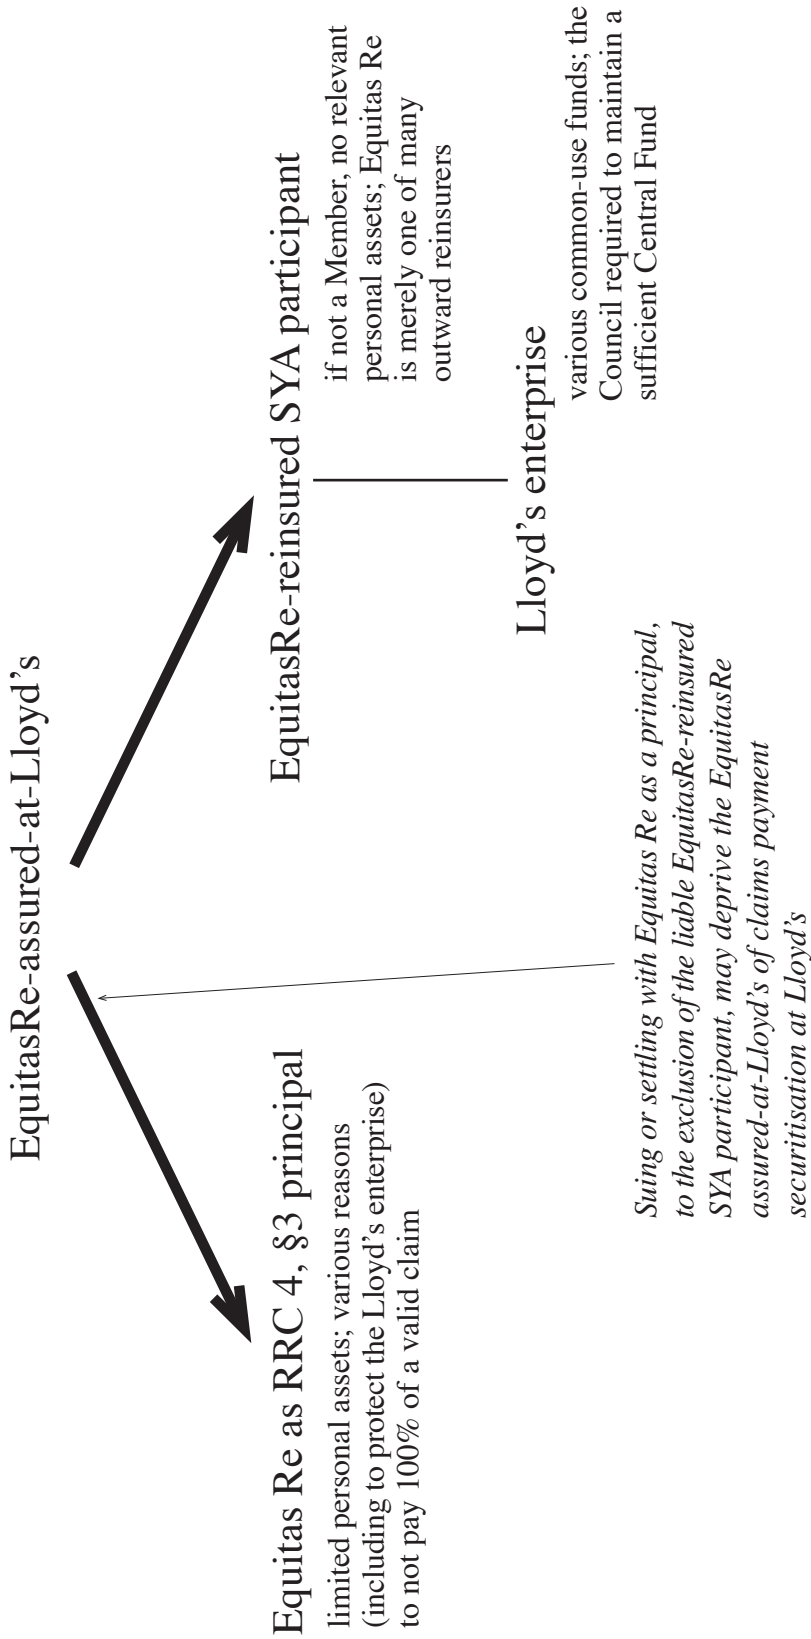 EquitasRe-assured-at-Lloyd's
Equitas Re as RRC 4, §3 principal
limited personal assets; various reasons
(including to protect the Lloyd's enterprise)
to not pay 100% of a valid claim
EquitasRe-reinsured SYA participant
if not a Member, no relevant
personal assets; Equitas Re
is merely one of many
outward reinsurers
Lloyd's enterprise
various common-use funds; the
Council required to maintain a
sufficient Central Fund
Suing or settling with Equitas Re as a principal,
to the exclusion of the liable EquitasRe-reinsured
SYA participant, may deprive the EquitasRe
assured-at-Lloyd's of claims payment
securitisation at Lloyd's